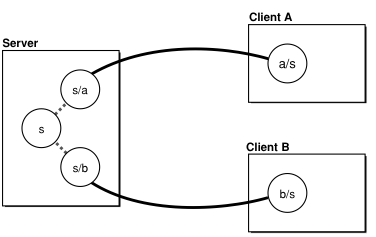 Client A
Server
a/s
s/a
s
Client B
s/b
b/s